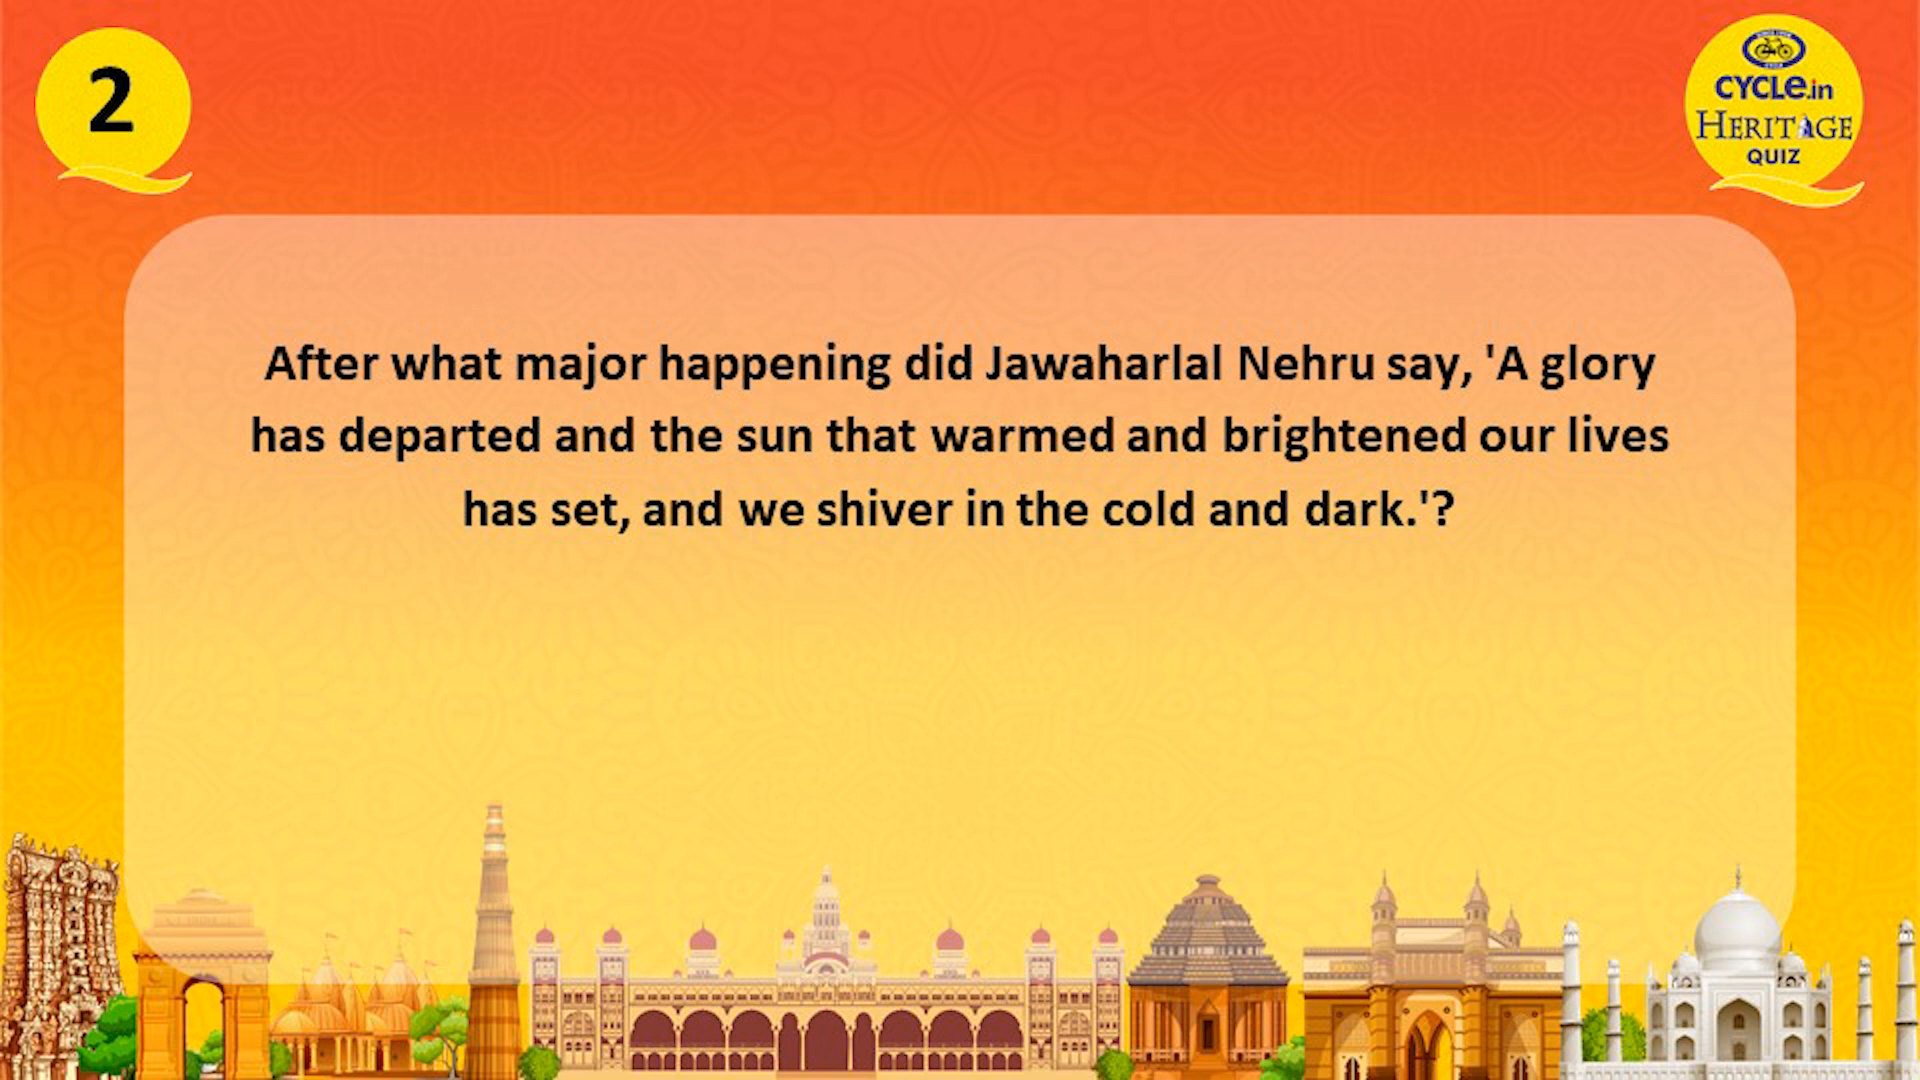 2
CYCLE.in
HERITAGE
QUIZ
After what major happening did Jawaharlal Nehru say, 'A glory
has departed and the sun that warmed and brightened our lives
has set, and we shiver in the cold and dark.'?